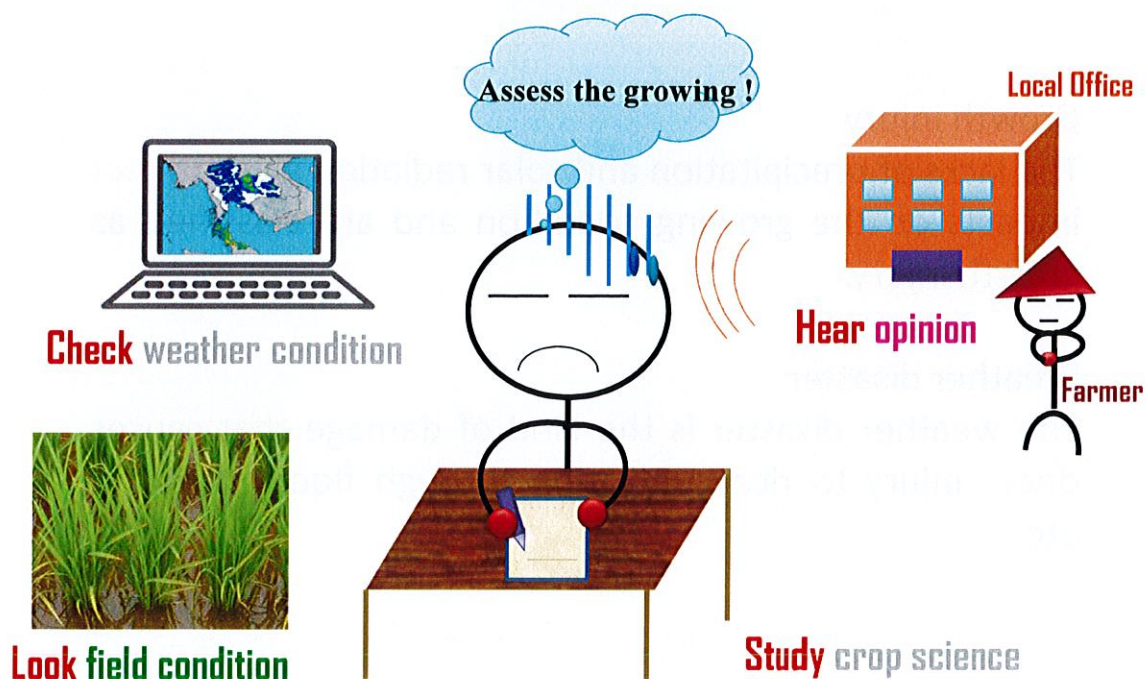 Assess the growing !
Local Office
Check weather condition
Hear opinion
Farmer
Look field condition
Study crop science